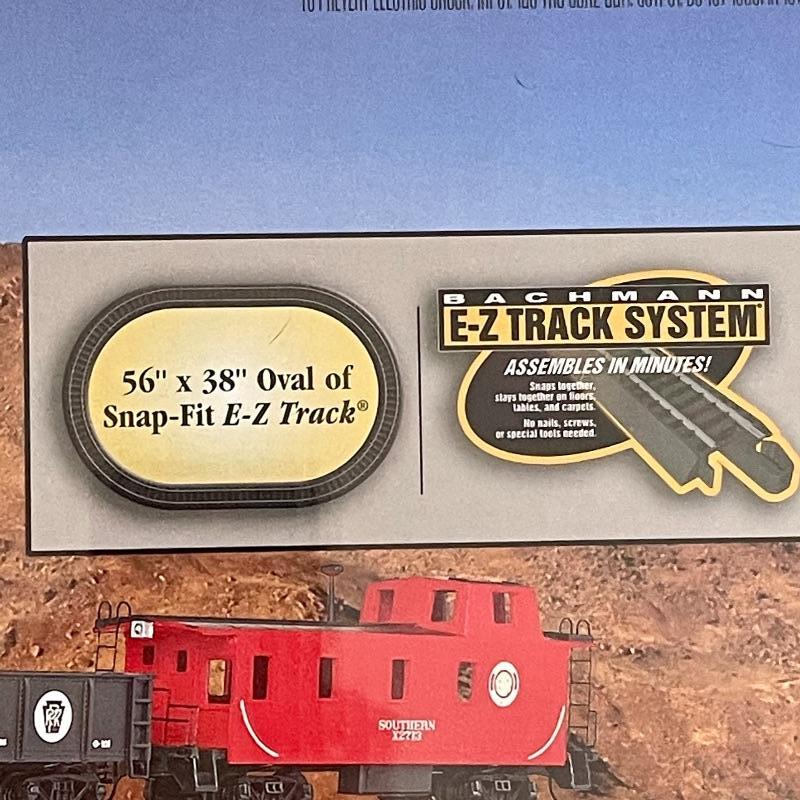 56" x 38" Oval of
Snap-Fit E-Z Track®
BACHMANN
E-Z TRACK SYSTEM
ASSEMBLES IN MINUTES!
Snaps together,
stays together on floors,
tables, and carpets.
No nails, screws,
or special tools needed.
SOUTHERN
X2713